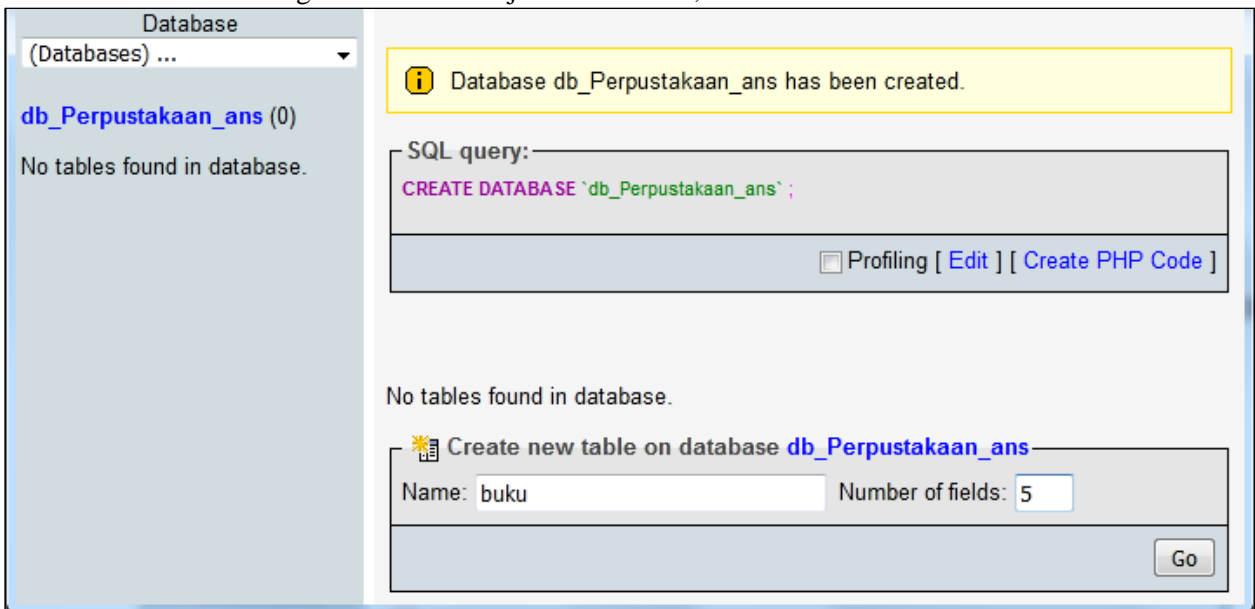 Database
(Databases) ...
db_Perpustakaan_ans (0)
No tables found in database.
Database db_Perpustakaan_ans has been created.
SQL query:
CREATE DATABASE `db_Perpustakaan_ans` ;
Profiling [ Edit ] [ Create PHP Code ]
No tables found in database.
Create new table on database db_Perpustakaan_ans
Name: buku Number of fields: 5
Go